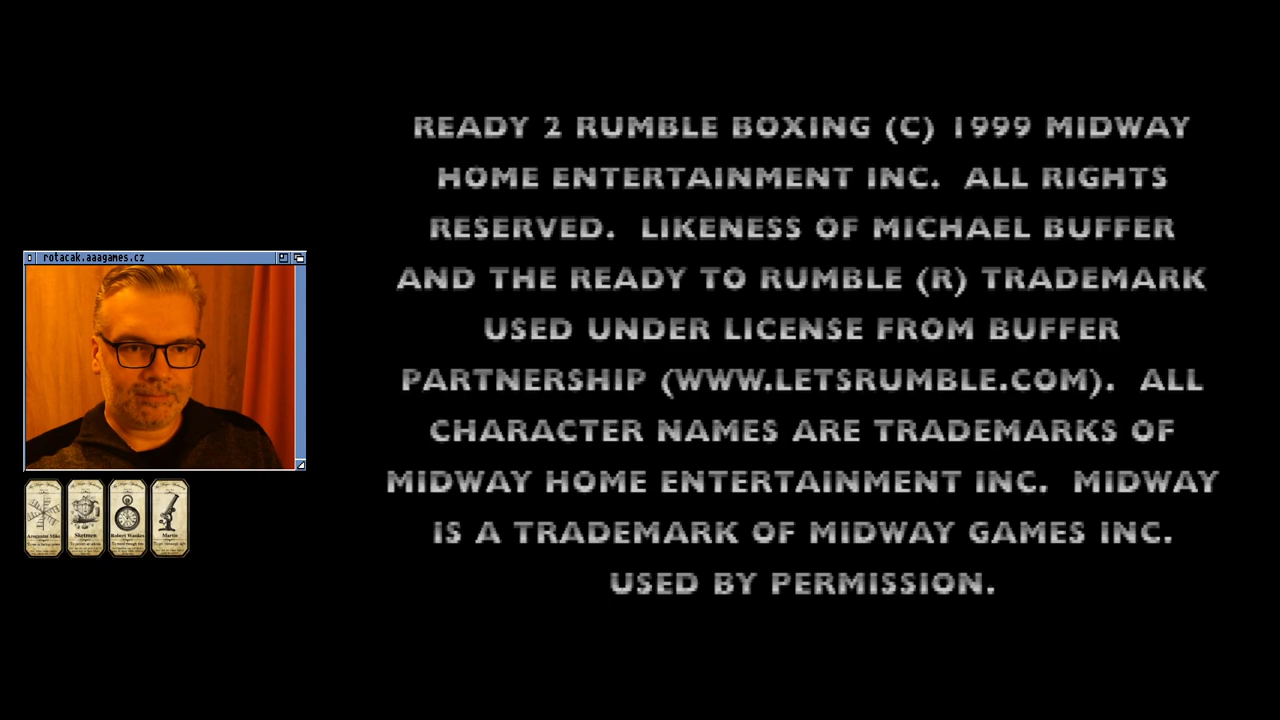 READY 2 RUMBLE BOXING (C) 1999 MIDWAY
HOME ENTERTAINMENT INC. ALL RIGHTS
RESERVED. LIKENESS OF MICHAEL BUFFER
AND THE READY TO RUMBLE (R) TRADEMARK
USED UNDER LICENSE FROM BUFFER
PARTNERSHIP (WWW.LETSRUMBLE.COM). ALL
CHARACTER NAMES ARE TRADEMARKS OF
MIDWAY HOME ENTERTAINMENT INC. MIDWAY
IS A TRADEMARK OF MIDWAY GAMES INC.
USED BY PERMISSION.
rotacak.aaagames.cz
Sketmen
Martin